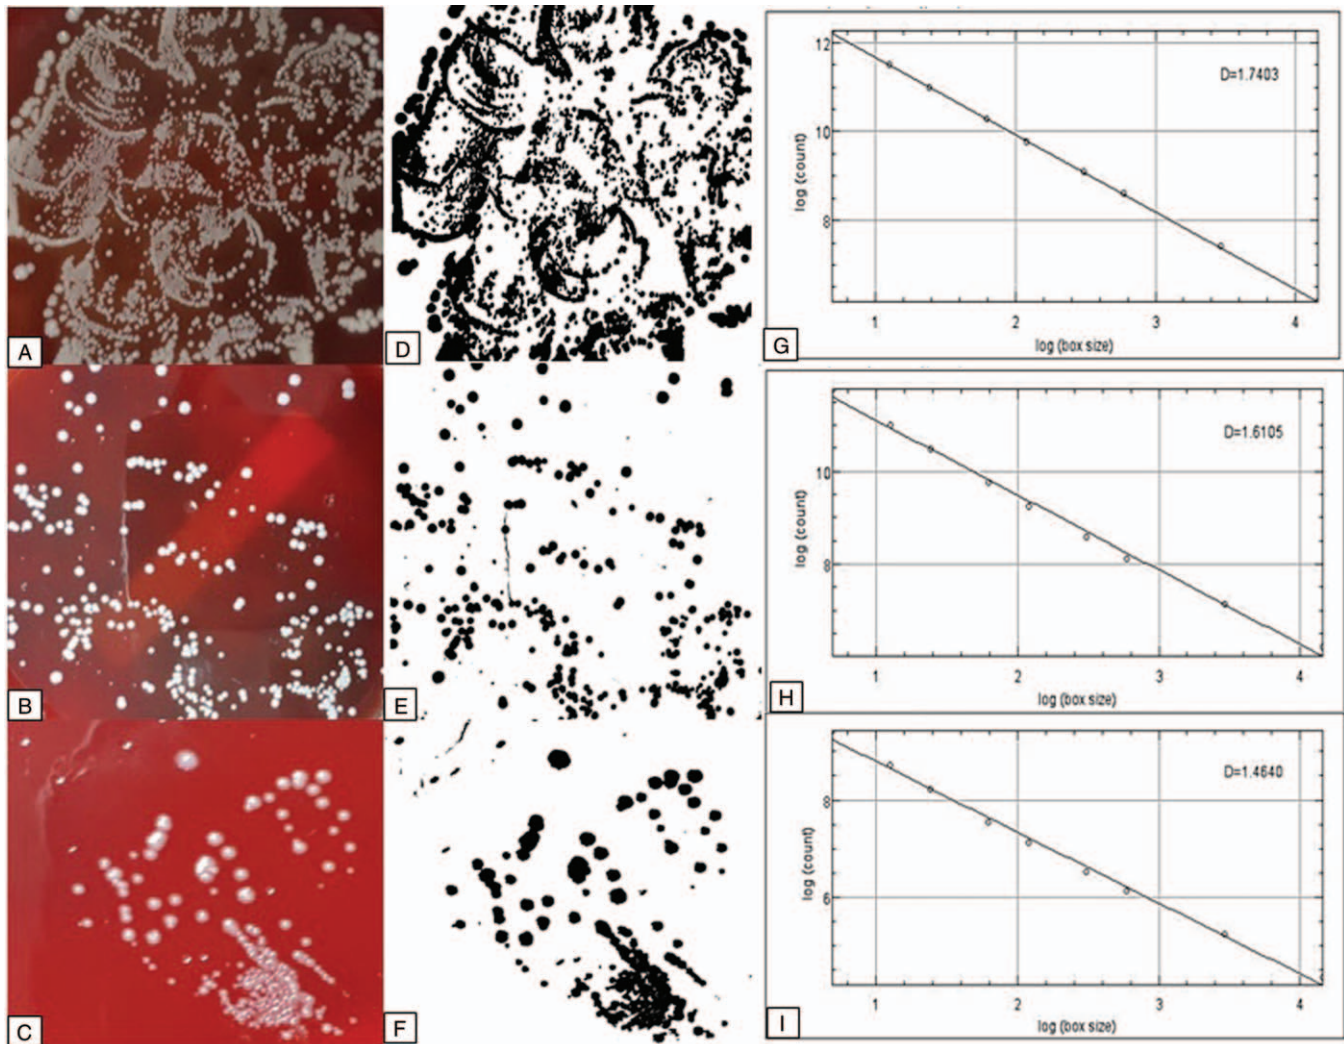 A
D
12
10
8
log (count)
D=1.7403
1
2
3
4
log (box size)
G
B
E
10
8
log (count)
D=1.6105
1
2
3
4
log (box size)
H
C
F
8
6
log (count)
D=1.4640
1
2
3
4
log (box size)
I